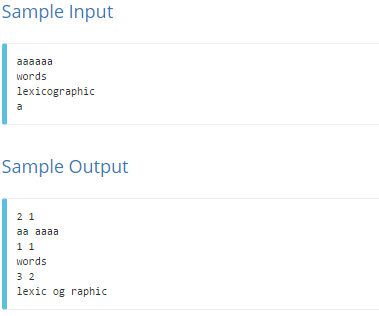 Sample Input
aaaaaa
words
lexicographic
a
Sample Output
2 1
aa aaaa
1 1
words
3 2
lexic og raphic